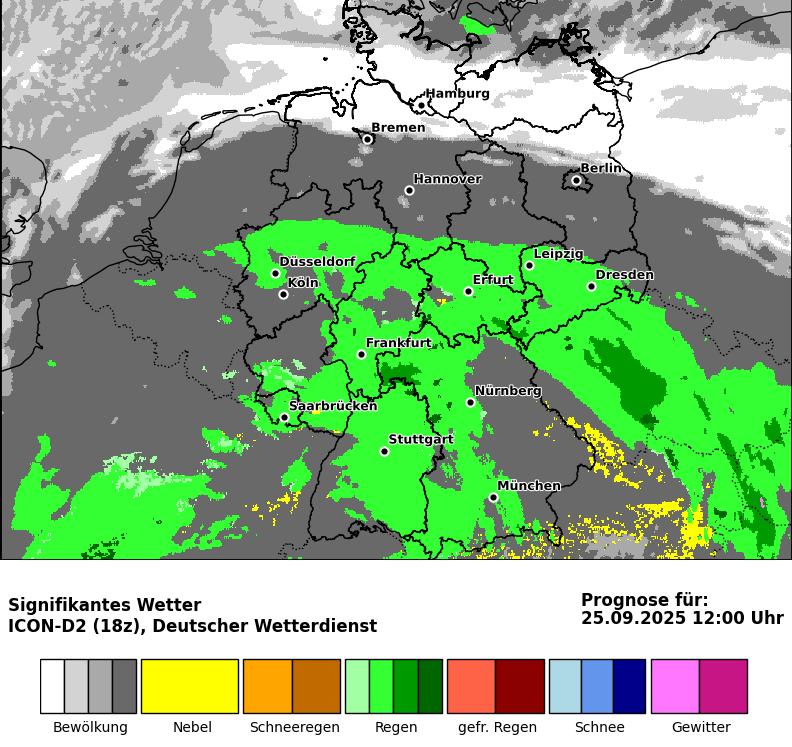 Hamburg
Bremen
Berlin
Hannover
Leipzig
Düsseldorf
Dresden
Köln
Erfurt
Frankfurt
Nürnberg
Saarbrücken
Stuttgart
München
Signifikantes Wetter
ICON-D2 (18z), Deutscher Wetterdienst
Prognose für:
25.09.2025 12:00 Uhr
Bewölkung
Nebel
Schneeregen
Regen
gefr. Regen
Schnee
Gewitter